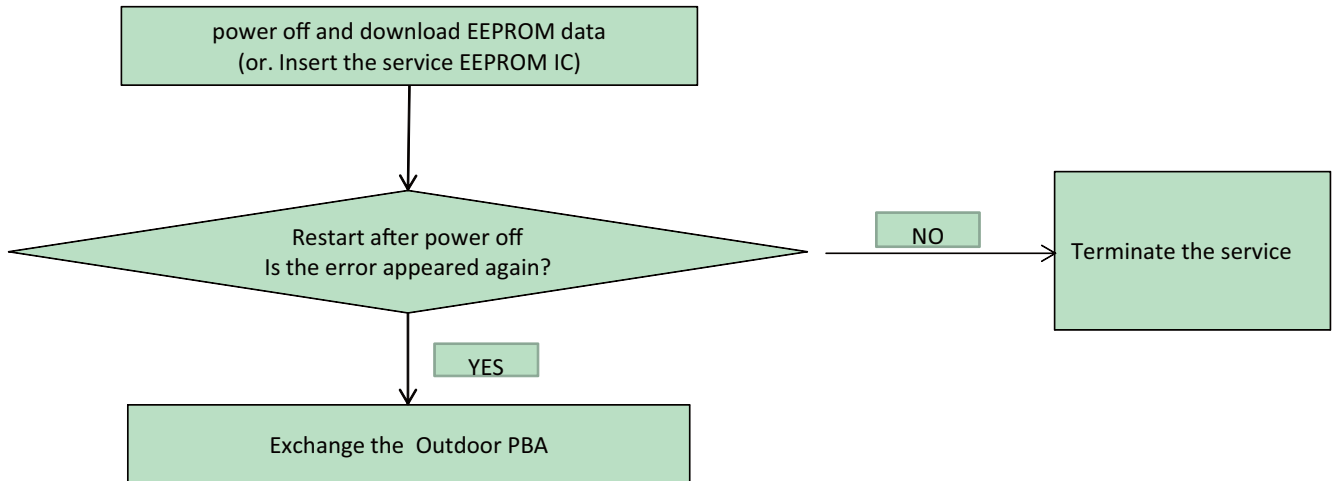 power off and download EEPROM data
(or. Insert the service EEPROM IC)
Restart after power off
Is the error appeared again?
NO
Terminate the service
YES
Exchange the Outdoor PBA